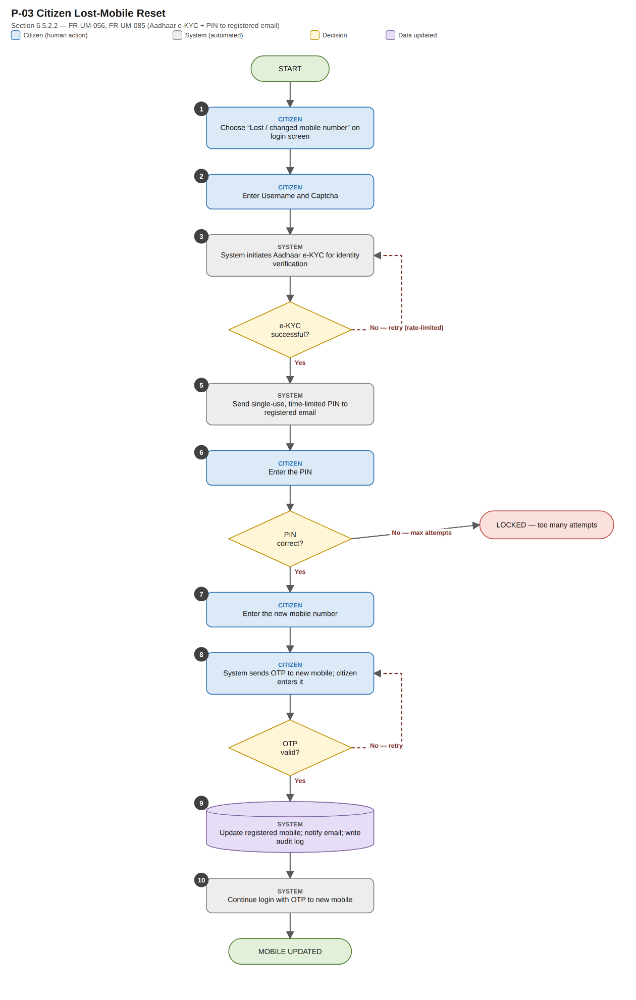 P-03 Citizen Lost-Mobile Reset
Section 6.5.2.2 — FR-UM-056, FR-UM-085 (Aadhaar e-KYC + PIN to registered email)
Citizen (human action)
System (automated)
Decision
Data updated
START
1
CITIZEN
Choose “Lost / changed mobile number” on
login screen
2
CITIZEN
Enter Username and Captcha
3
SYSTEM
System initiates Aadhaar e-KYC for identity
verification
e-KYC
successful?
No — retry (rate-limited)
Yes
5
SYSTEM
Send single-use, time-limited PIN to
registered email
6
CITIZEN
Enter the PIN
PIN
correct?
No — max attempts
LOCKED — too many attempts
Yes
7
CITIZEN
Enter the new mobile number
8
CITIZEN
System sends OTP to new mobile; citizen
enters it
OTP
valid?
No — retry
Yes
9
SYSTEM
Update registered mobile; notify email; write
audit log
10
SYSTEM
Continue login with OTP to new mobile
MOBILE UPDATED